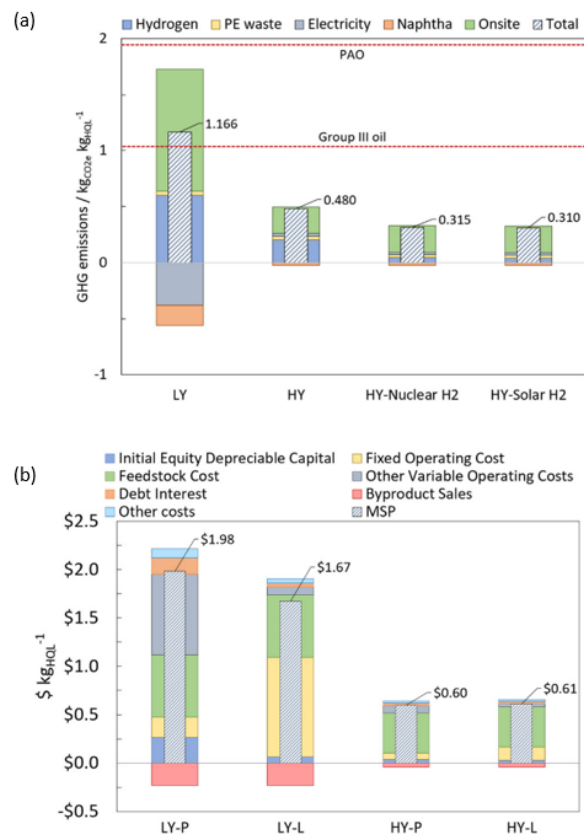 (a)
Hydrogen PE waste Electricity Naphtha Onsite Total
2
PAO
1.166
1
Group III oil
0.480
0.315
0.310
0
-1
GHG emissions / kgCO2e kgHQL-1
LY HY HY-Nuclear H2 HY-Solar H2
(b)
Initial Equity Depreciable Capital Fixed Operating Cost
Feedstock Cost Other Variable Operating Costs
Debt Interest Byproduct Sales
Other costs MSP
$2.5
$1.98
$2.0
$1.67
$1.5
$1.0
$0.60
$0.61
$0.5
$0.0
-$0.5
$ kgHQL-1
LY-P LY-L HY-P HY-L